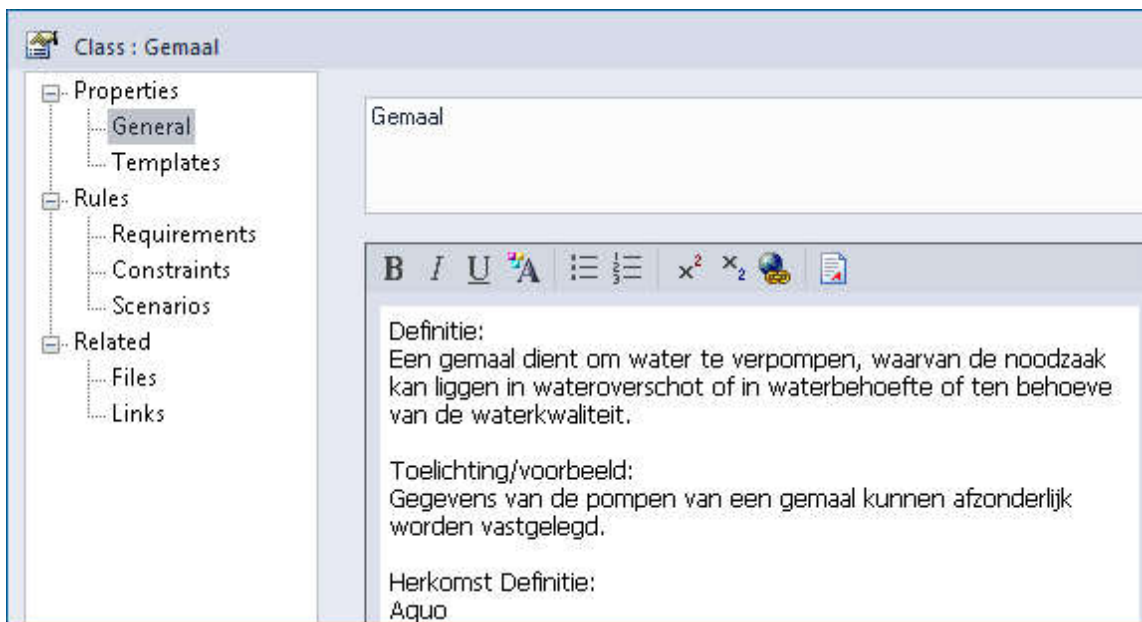 Class : Gemaal
Properties
General
Templates
Rules
Requirements
Constraints
Scenarios
Related
Files
Links
Gemaal
B I U A x² ×₂
Definitie:
Een gemaal dient om water te verpompen, waarvan de noodzaak
kan liggen in wateroverschot of in waterbehoefte of ten behoeve
van de waterkwaliteit.
Toelichting/voorbeeld:
Gegevens van de pompen van een gemaal kunnen afzonderlijk
worden vastgelegd.
Herkomst Definitie:
Aquo